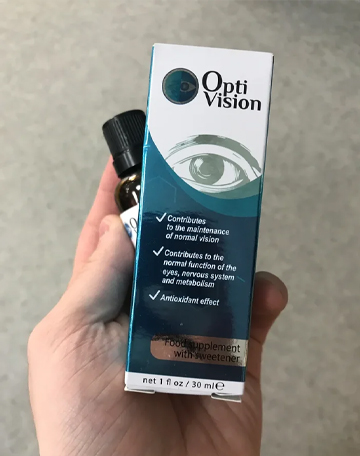 Opti
Vision
Contributes
to the maintenance
of normal vision
Contributes to the
normal function of the
eyes, nervous system
and metabolism
Antioxidant effect
Food supplement
with sweetener
net 1 fl oz / 30 ml e